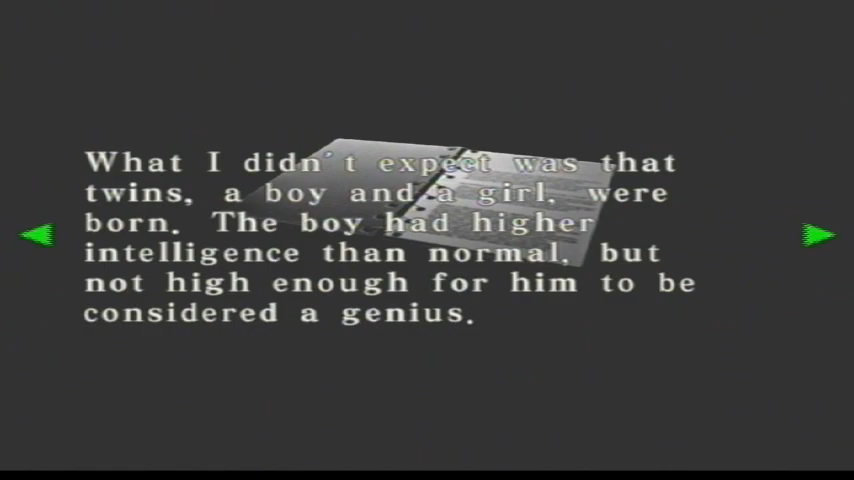 What I didn't expect was that
twins, a boy and a girl, were
born. The boy had higher
intelligence than normal, but
not high enough for him to be
considered a genius.